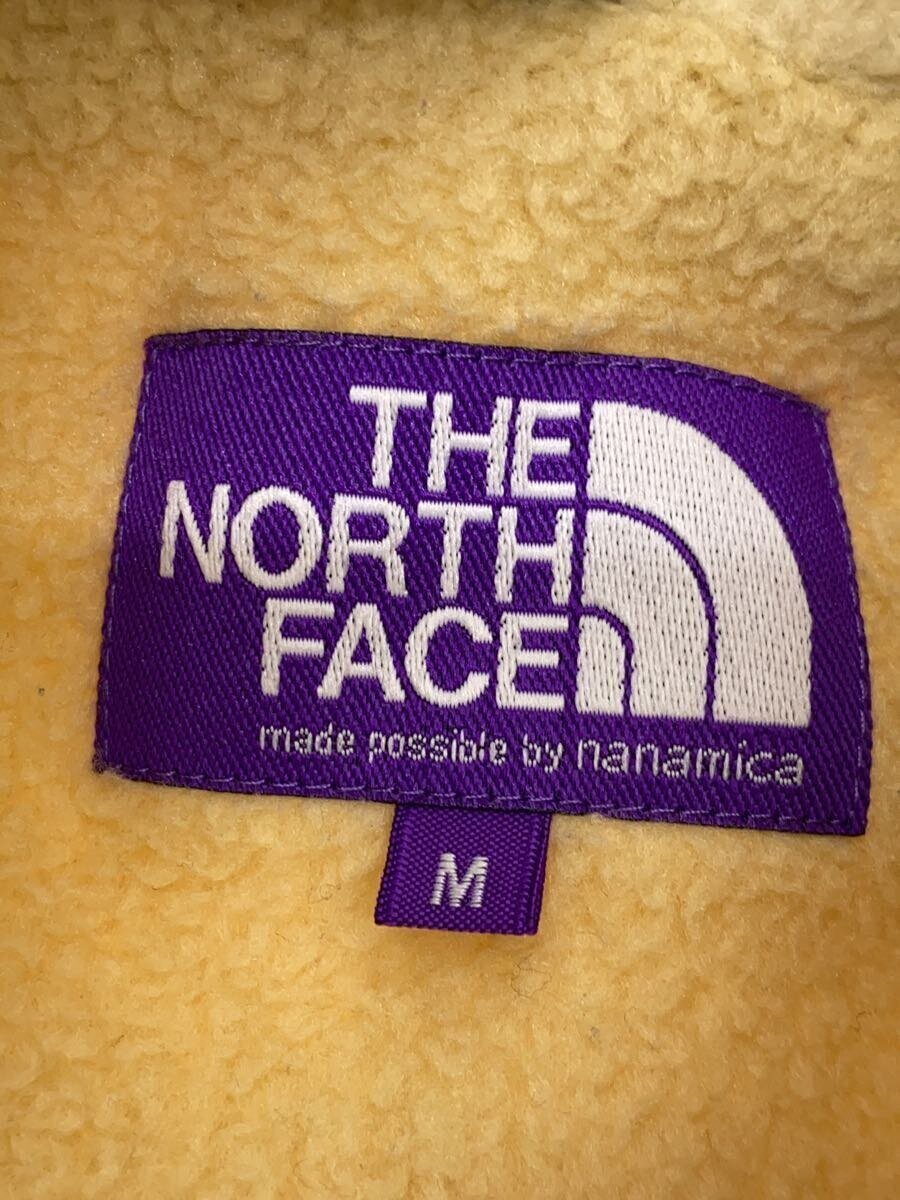 THE
NORTH
FACE
made possible by nanamica
M